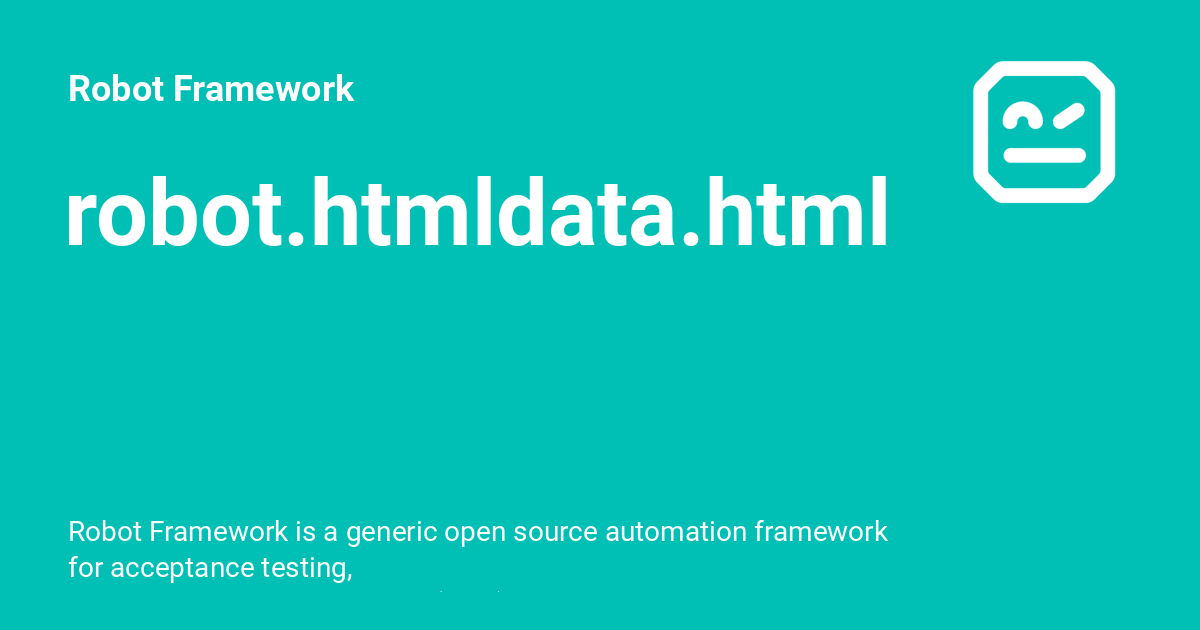 Robot Framework
robot.htmldata.html
Robot Framework is a generic open source automation framework
for acceptance testing,